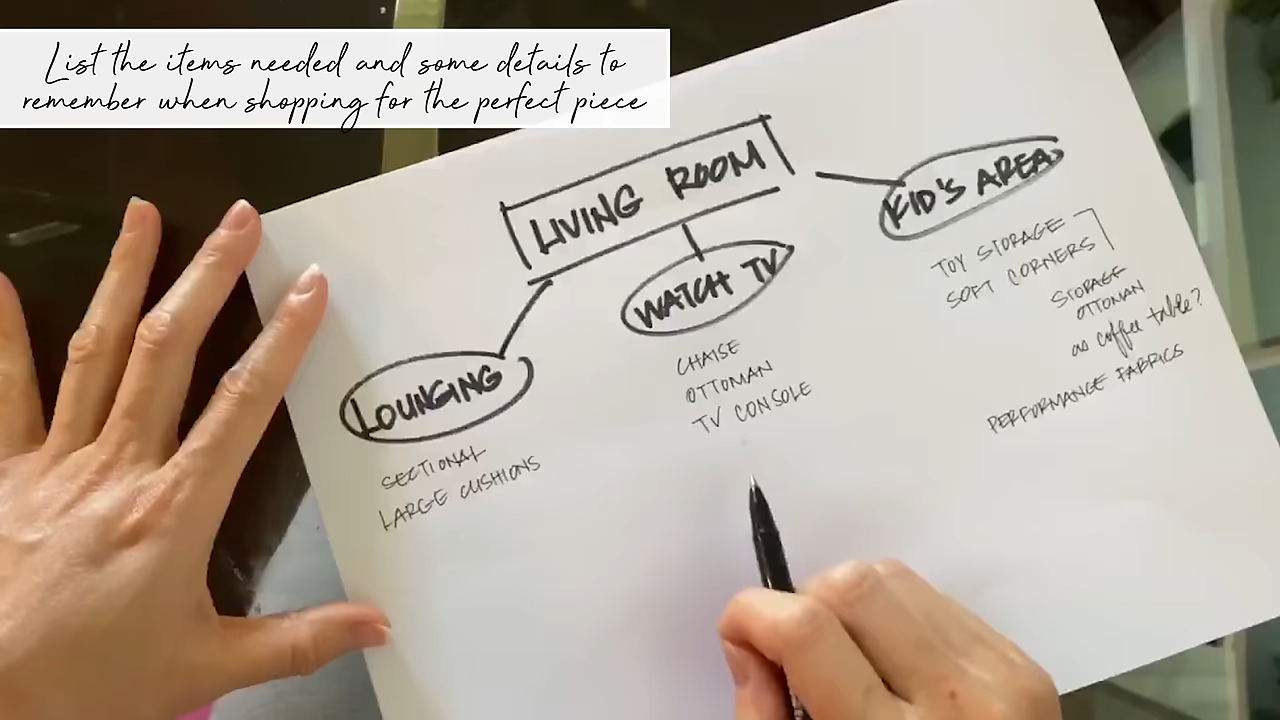 List the items needed and some details to
remember when shopping for the perfect piece
LIVING ROOM
LOUNGING
SECTIONAL
LARGE CUSHIONS
WATCH TV
CHAISE
OTTOMAN
TV CONSOLE
KID'S AREA
TOY STORAGE
SOFT CORNERS
STORAGE
OTTOMAN
as coffee table?
PERFORMANCE FABRICS